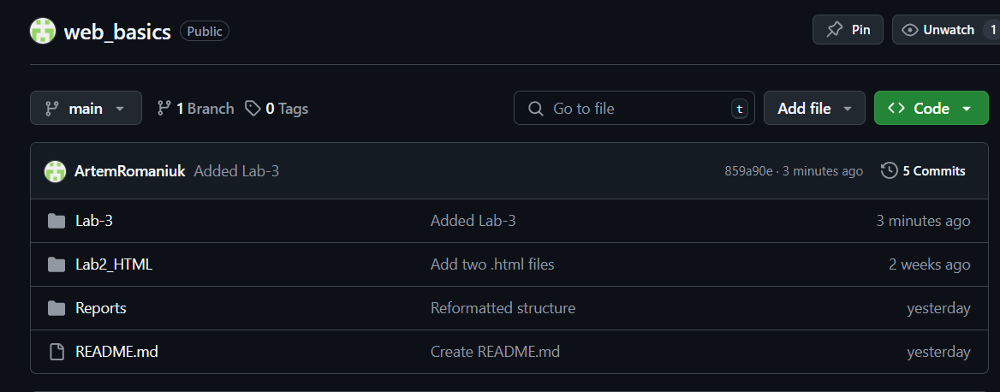 web_basics Public Pin Unwatch 1
main 1 Branch 0 Tags Go to file t Add file Code
ArtemRomaniuk Added Lab-3 859a90e · 3 minutes ago 5 Commits
Lab-3 Added Lab-3 3 minutes ago
Lab2_HTML Add two .html files 2 weeks ago
Reports Reformatted structure yesterday
README.md Create README.md yesterday